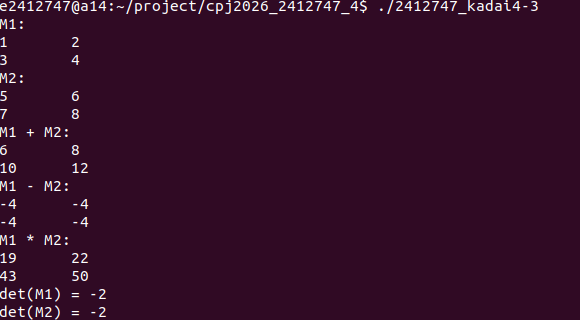 e2412747@a14:~/project/cpj2026_2412747_4$ ./2412747_kadai4-3
M1:
1	2
3	4
M2:
5	6
7	8
M1 + M2:
6	8
10	12
M1 - M2:
-4	-4
-4	-4
M1 * M2:
19	22
43	50
det(M1) = -2
det(M2) = -2